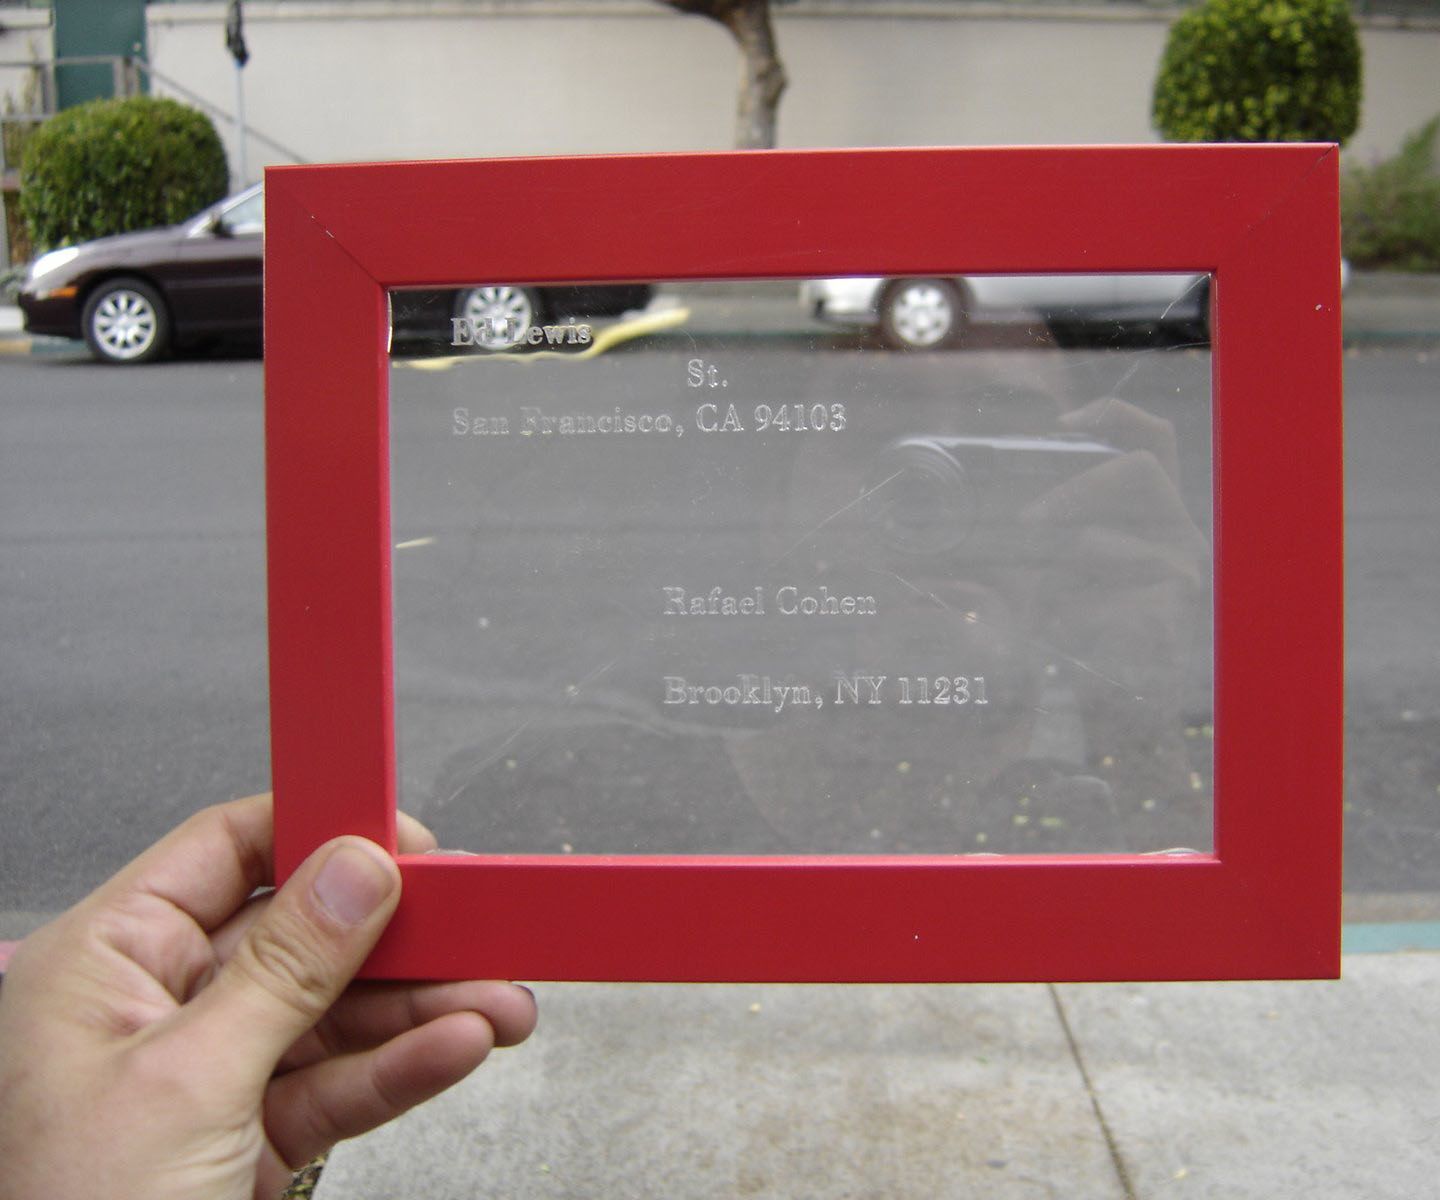 Ed Lewis
St.
San Francisco, CA 94103
Rafael Cohen
Brooklyn, NY 11231